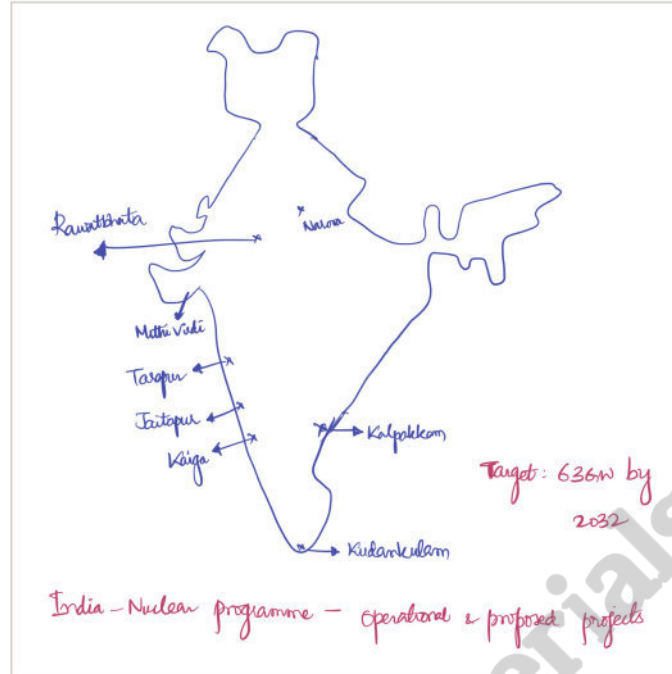 Rawatbhata
Narora
Mithi Virdi
Tarapur
Jaitapur
Kaiga
Kalpakkam
Kudankulam
Target: 63GW by
2032
India - Nuclear programme - operational & proposed projects
erials